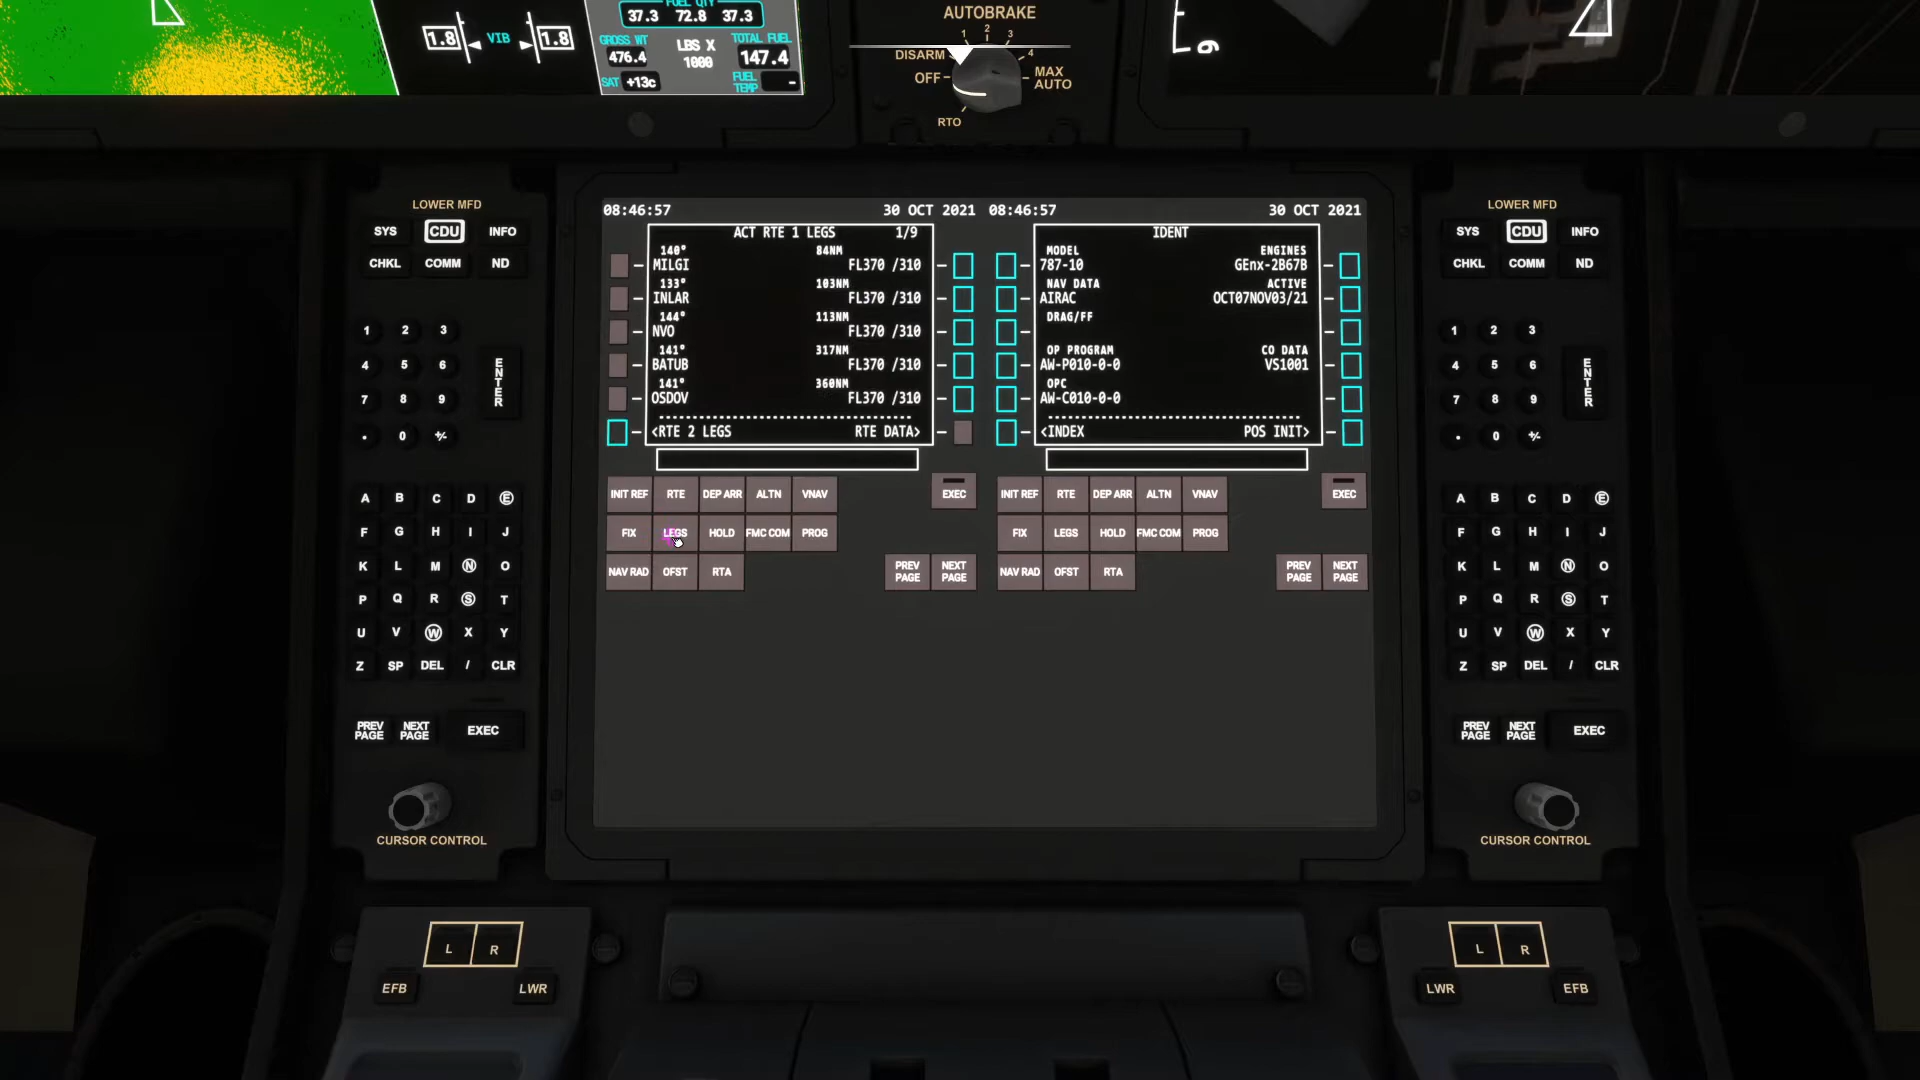 FUEL QTY
37.3 72.8 37.3
1.8 VIB 1.8
GROSS WT
476.4
LBS X
1000
TOTAL FUEL
147.4
SAT +13c
FUEL
TEMP
-
AUTOBRAKE
DISARM
1
2
3
4
OFF
MAX
AUTO
RTO
LOWER MFD
SYS CDU INFO
CHKL COMM ND
1 2 3
4 5 6
7 8 9
. 0 +/-
ENTER
A B C D E
F G H I J
K L M N O
P Q R S T
U V W X Y
Z SP DEL / CLR
PREV
PAGE
NEXT
PAGE
EXEC
CURSOR CONTROL
08:46:57 30 OCT 2021
ACT RTE 1 LEGS 1/9
140° 84NM
MILGI FL370 /310
133° 103NM
INLAR FL370 /310
144° 113NM
NVO FL370 /310
141° 317NM
BATUB FL370 /310
141° 360NM
OSDOV FL370 /310
<RTE 2 LEGS RTE DATA>
INIT REF RTE DEP ARR ALTN VNAV
EXEC
FIX LEGS HOLD FMC COM PROG
NAV RAD OFST RTA
PREV
PAGE
NEXT
PAGE
08:46:57 30 OCT 2021
IDENT
MODEL ENGINES
787-10 GEnx-2B67B
NAV DATA ACTIVE
AIRAC OCT07NOV03/21
DRAG/FF
OP PROGRAM CO DATA
AW-P010-0-0 VS1001
OPC
AW-C010-0-0
<INDEX POS INIT>
INIT REF RTE DEP ARR ALTN VNAV
EXEC
FIX LEGS HOLD FMC COM PROG
NAV RAD OFST RTA
PREV
PAGE
NEXT
PAGE
LOWER MFD
SYS CDU INFO
CHKL COMM ND
1 2 3
4 5 6
7 8 9
. 0 +/-
ENTER
A B C D E
F G H I J
K L M N O
P Q R S T
U V W X Y
Z SP DEL / CLR
PREV
PAGE
NEXT
PAGE
EXEC
CURSOR CONTROL
L R
EFB LWR
L R
LWR EFB